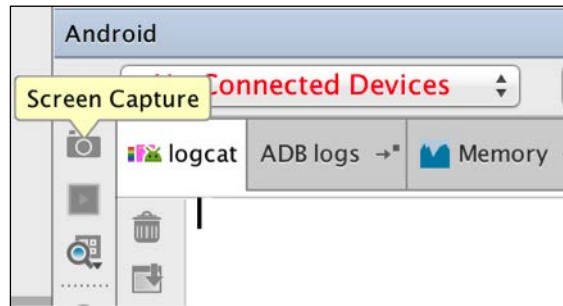 Android
Connected Devices
Screen Capture
logcat ADB logs Memory